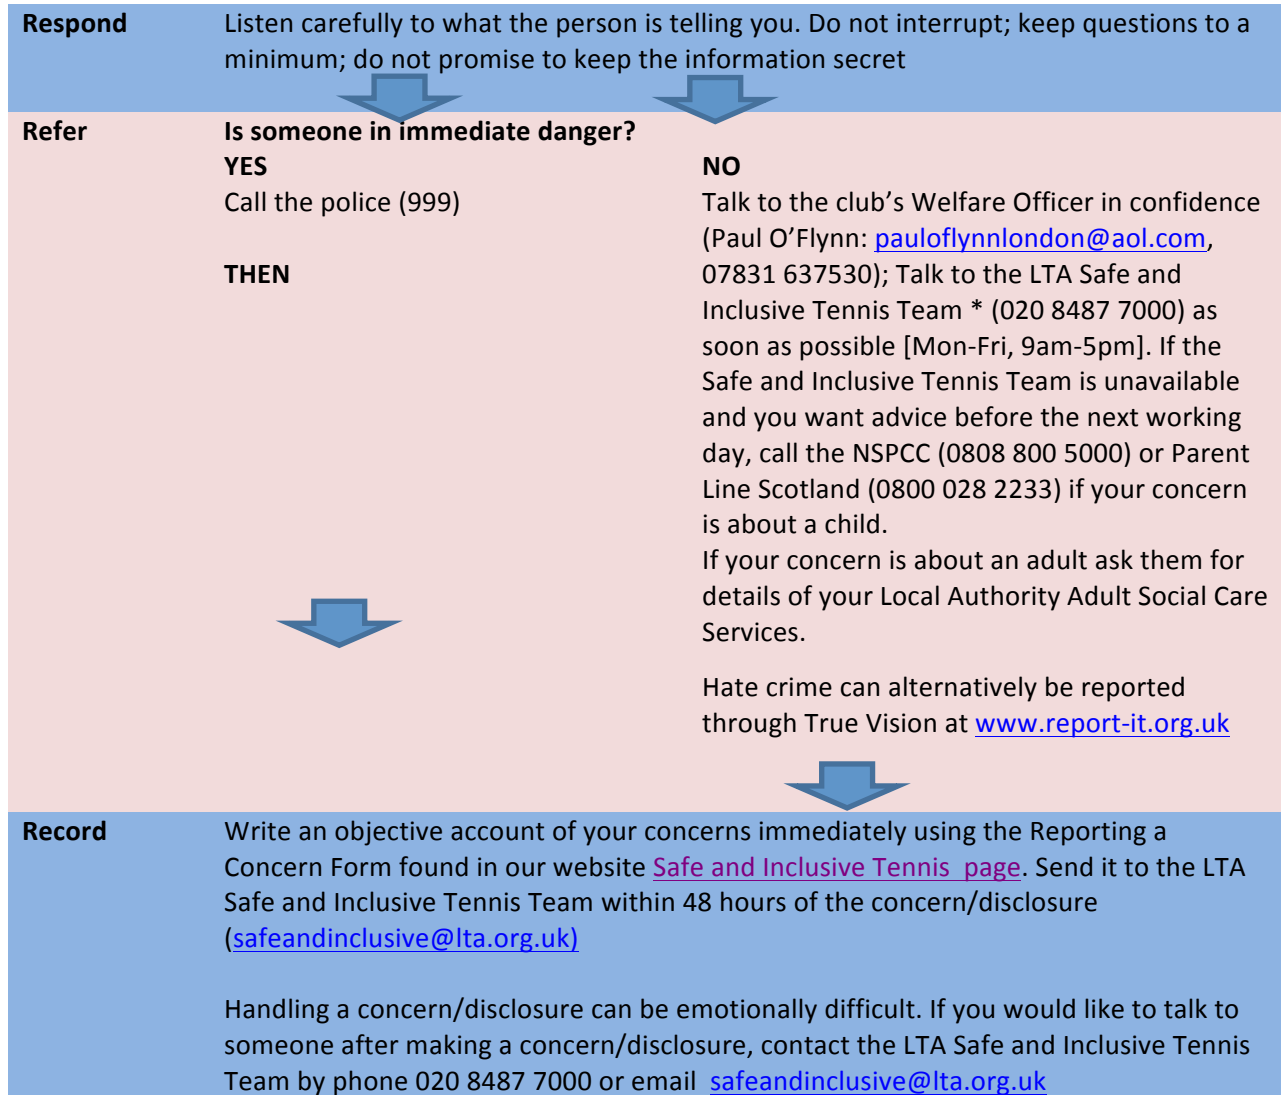 Respond
Listen carefully to what the person is telling you. Do not interrupt; keep questions to a
minimum; do not promise to keep the information secret
Refer
Is someone in immediate danger?
YES
Call the police (999)
THEN
NO
Talk to the club’s Welfare Officer in confidence
(Paul O’Flynn: pauloflynnlondon@aol.com,
07831 637530); Talk to the LTA Safe and
Inclusive Tennis Team * (020 8487 7000) as
soon as possible [Mon-Fri, 9am-5pm]. If the
Safe and Inclusive Tennis Team is unavailable
and you want advice before the next working
day, call the NSPCC (0808 800 5000) or Parent
Line Scotland (0800 028 2233) if your concern
is about a child.
If your concern is about an adult ask them for
details of your Local Authority Adult Social Care
Services.
Hate crime can alternatively be reported
through True Vision at www.report-it.org.uk
Record
Write an objective account of your concerns immediately using the Reporting a
Concern Form found in our website Safe and Inclusive Tennis  page. Send it to the LTA
Safe and Inclusive Tennis Team within 48 hours of the concern/disclosure
(safeandinclusive@lta.org.uk)
Handling a concern/disclosure can be emotionally difficult. If you would like to talk to
someone after making a concern/disclosure, contact the LTA Safe and Inclusive Tennis
Team by phone 020 8487 7000 or email  safeandinclusive@lta.org.uk